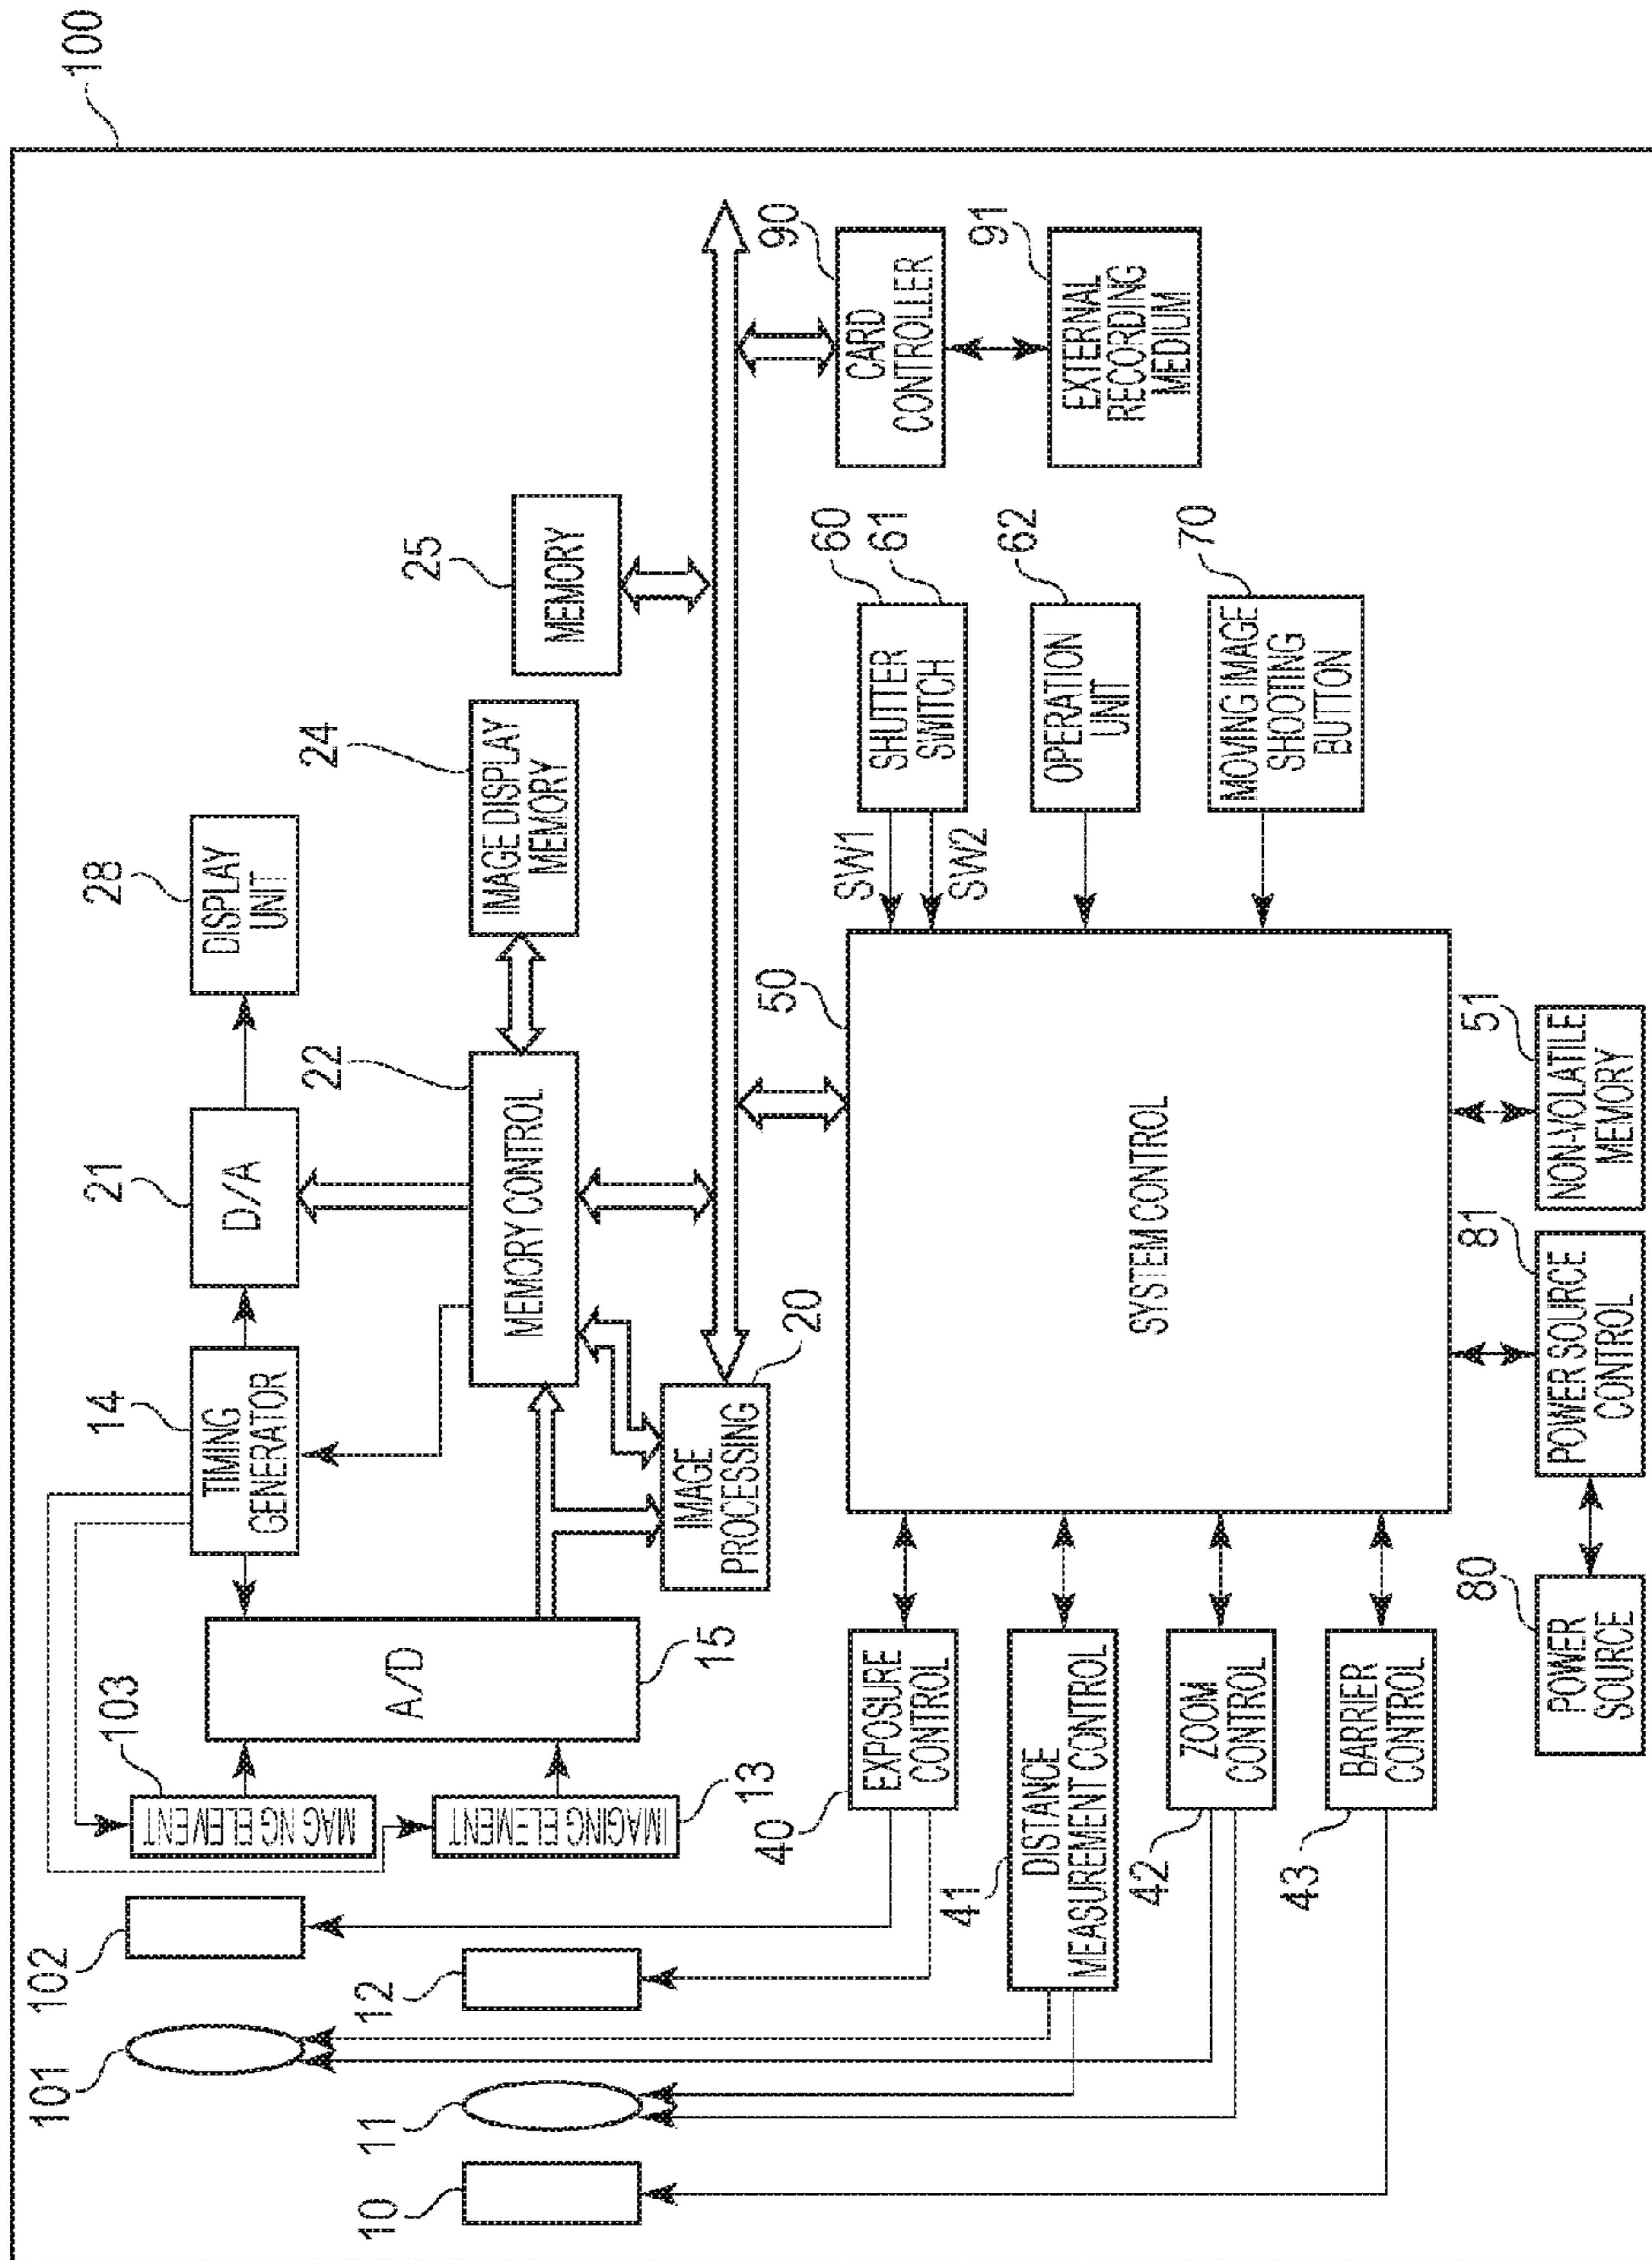 100
101
102
103
IMAGING ELEMENT
10
11
12
13
IMAGING ELEMENT
A/D
15
14
TIMING
GENERATOR
21
D/A
28
DISPLAY
UNIT
22
MEMORY CONTROL
24
IMAGE DISPLAY
MEMORY
25
MEMORY
IMAGE
PROCESSING
20
40
EXPOSURE
CONTROL
41
DISTANCE
MEASUREMENT CONTROL
42
ZOOM
CONTROL
43
BARRIER
CONTROL
50
SYSTEM CONTROL
SW1
SW2
60
61
SHUTTER
SWITCH
62
OPERATION
UNIT
70
MOVING IMAGE
SHOOTING
BUTTON
90
CARD
CONTROLLER
91
EXTERNAL
RECORDING
MEDIUM
80
POWER
SOURCE
81
POWER SOURCE
CONTROL
51
NON-VOLATILE
MEMORY